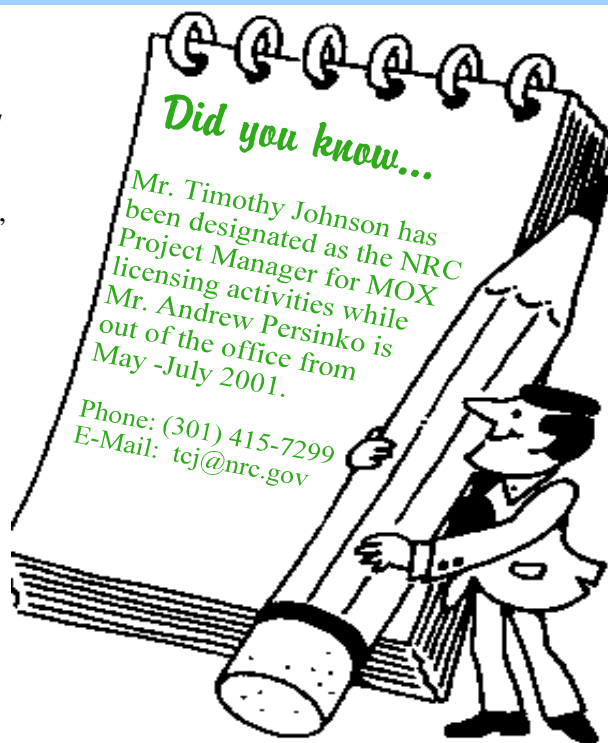 Did you know...
Mr. Timothy Johnson has
been designated as the NRC
Project Manager for MOX
licensing activities while
Mr. Andrew Persinko is
out of the office from
May -July 2001.
Phone: (301) 415-7299
E-Mail: tcj@nrc.gov